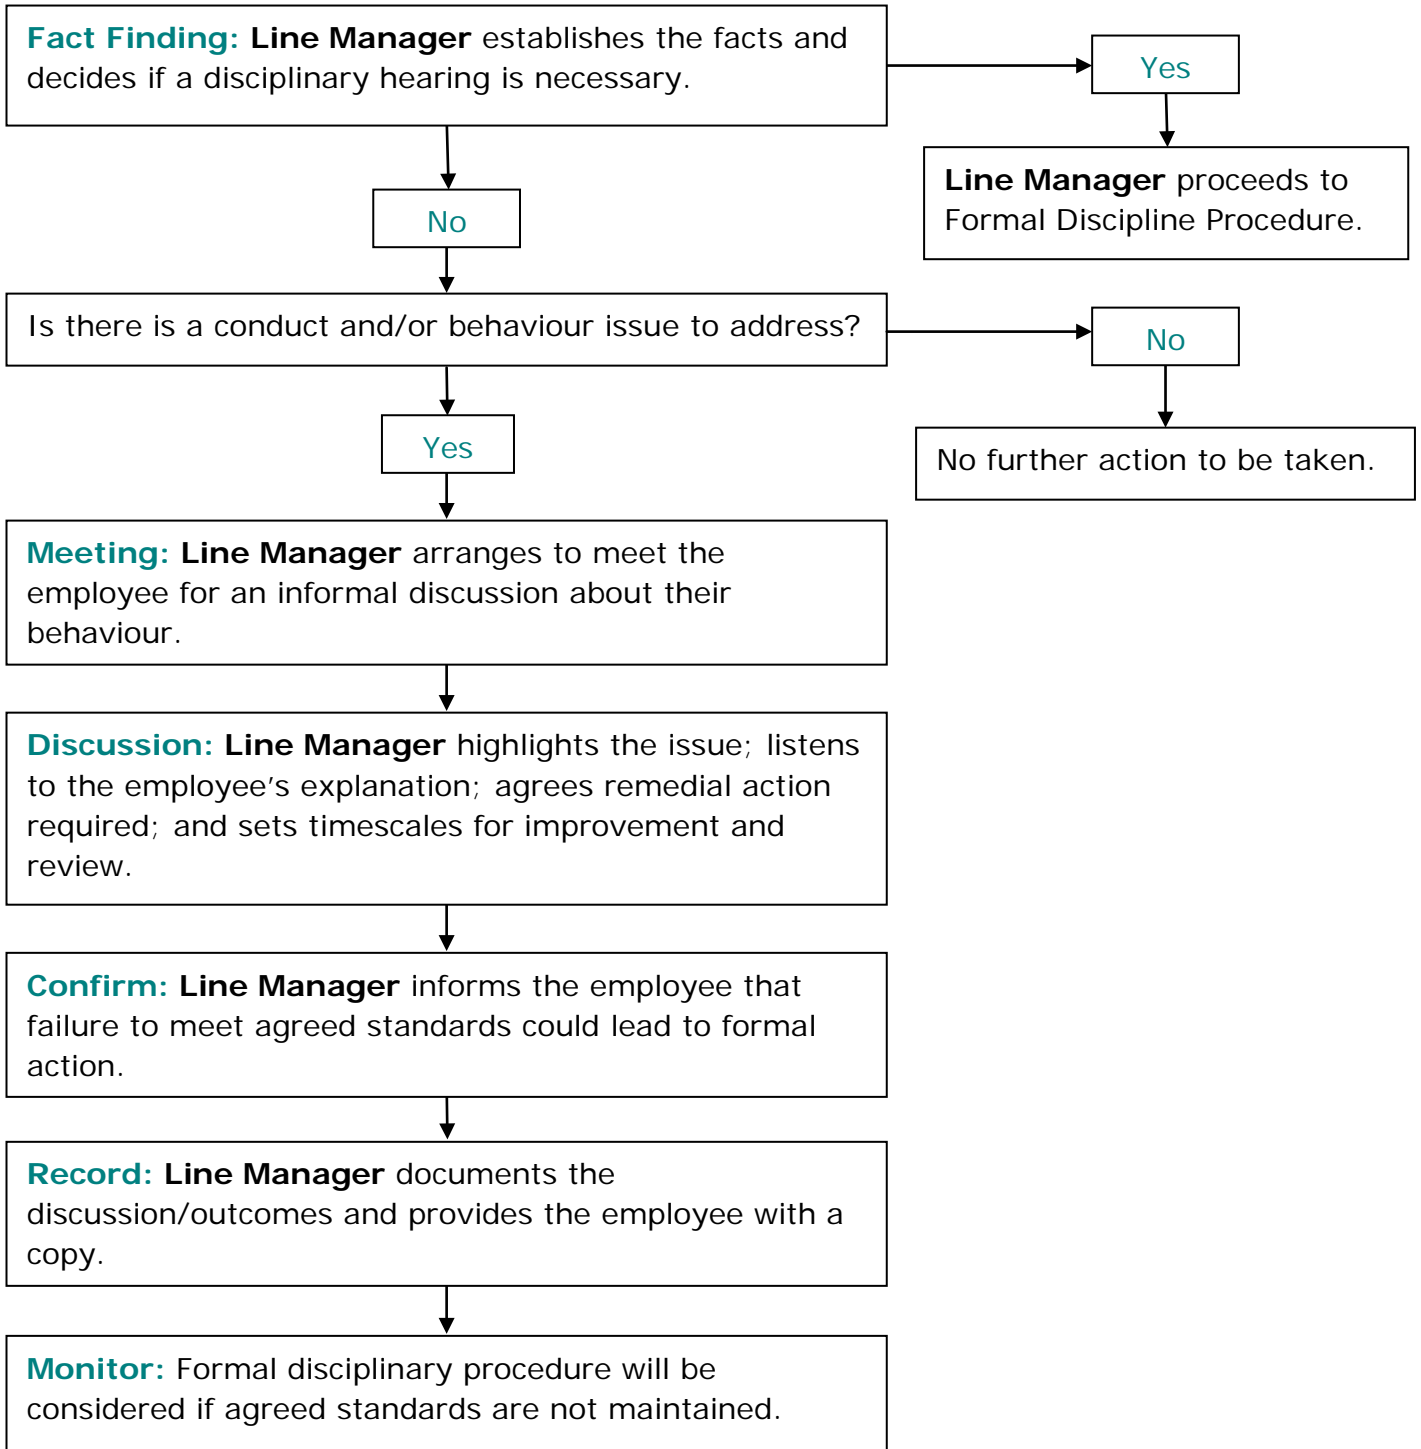 Fact Finding: Line Manager establishes the facts and
decides if a disciplinary hearing is necessary.
Yes
Line Manager proceeds to
Formal Discipline Procedure.
No
Is there is a conduct and/or behaviour issue to address?
No
No further action to be taken.
Yes
Meeting: Line Manager arranges to meet the
employee for an informal discussion about their
behaviour.
Discussion: Line Manager highlights the issue; listens
to the employee’s explanation; agrees remedial action
required; and sets timescales for improvement and
review.
Confirm: Line Manager informs the employee that
failure to meet agreed standards could lead to formal
action.
Record: Line Manager documents the
discussion/outcomes and provides the employee with a
copy.
Monitor: Formal disciplinary procedure will be
considered if agreed standards are not maintained.